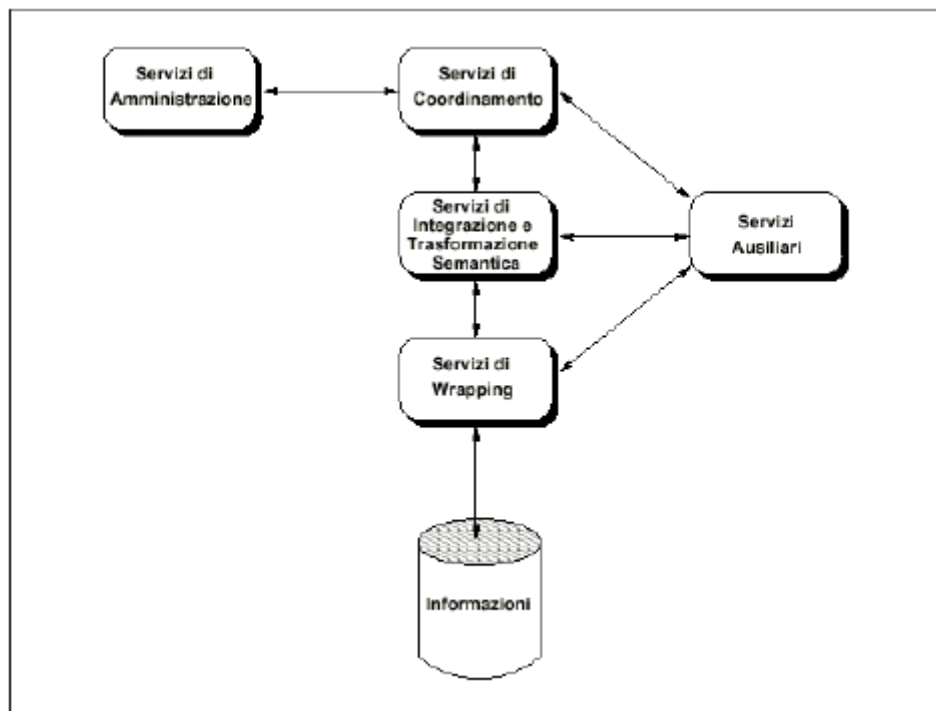 Servizi di
Amministrazione
Servizi di
Coordinamento
Servizi di
Integrazione e
Trasformazione
Semantica
Servizi
Ausiliari
Servizi di
Wrapping
Informazioni